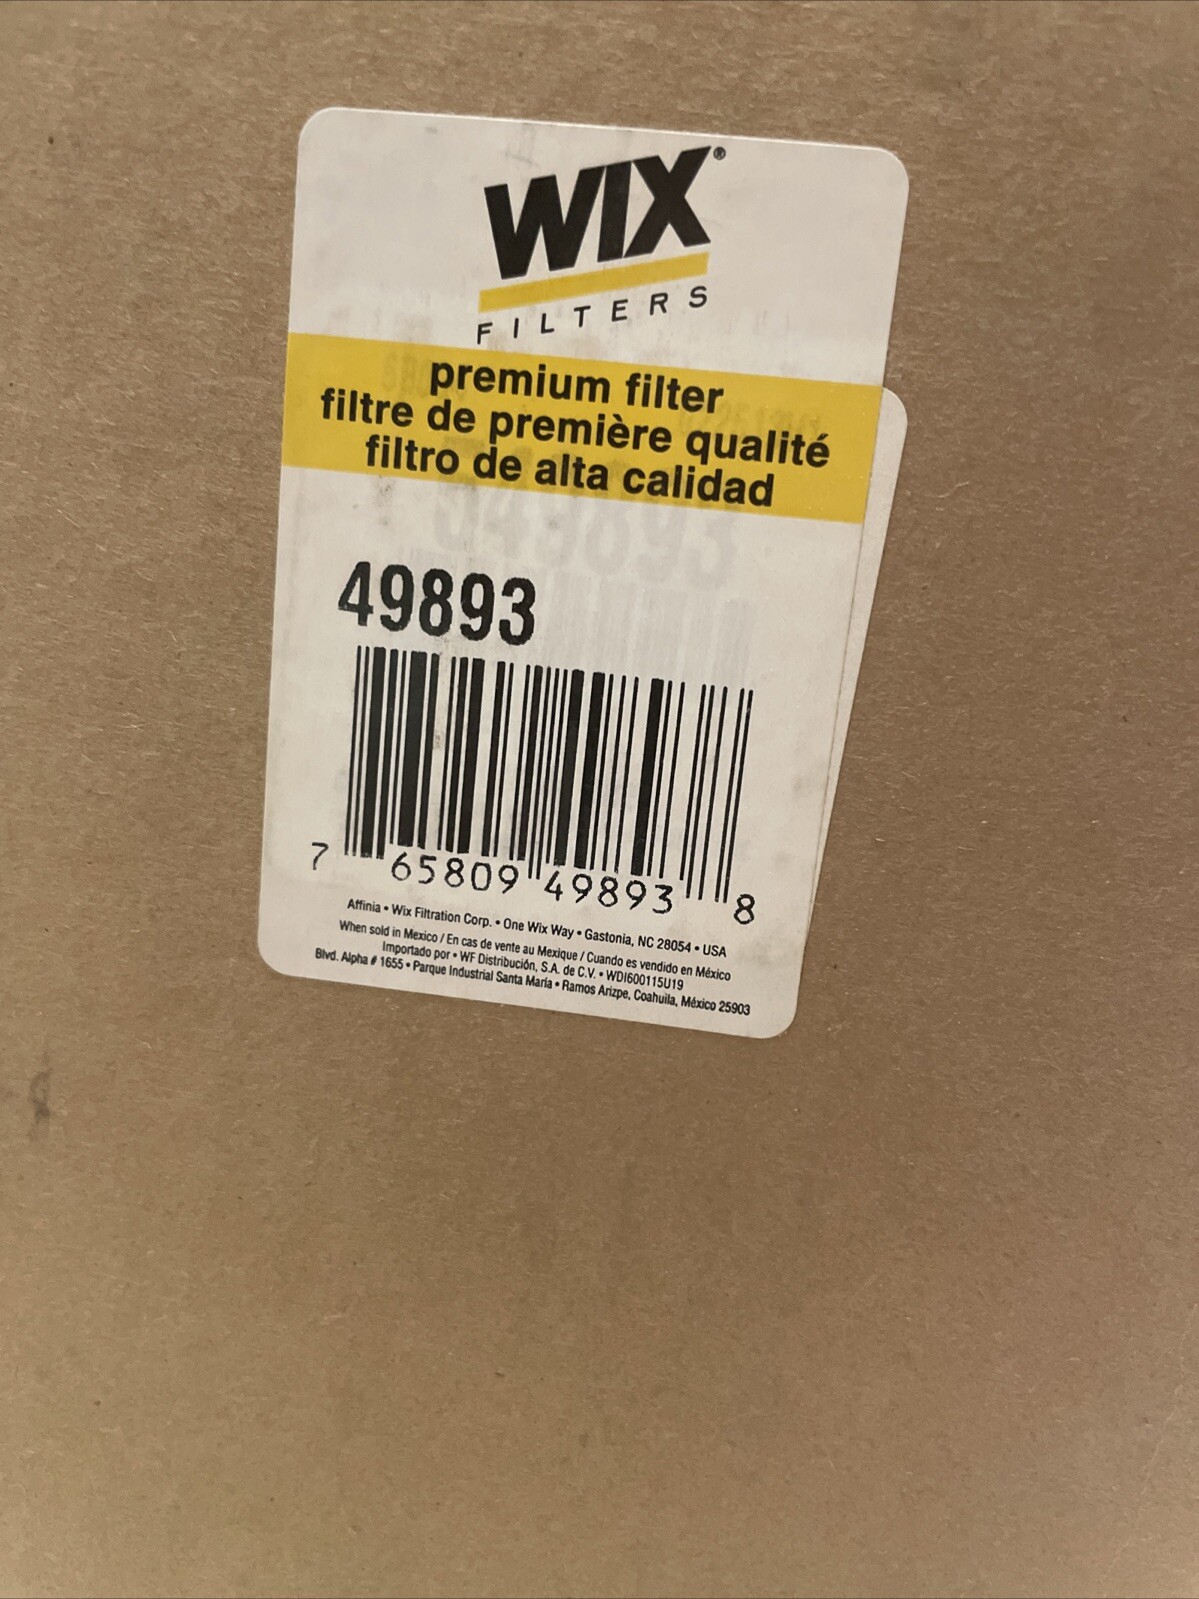 WIX®
FILTERS
premium filter
filtre de première qualité
filtro de alta calidad
49893
7 65809 49893 8
Affinia • Wix Filtration Corp. • One Wix Way • Gastonia, NC 28054 • USA
When sold in Mexico / En cas de vente au Mexique / Cuando es vendido en México
Importado por • WF Distribución, S.A. de C.V. • WDI600115U19
Blvd. Alpha # 1655 • Parque Industrial Santa María • Ramos Arizpe, Coahuila, México 25903